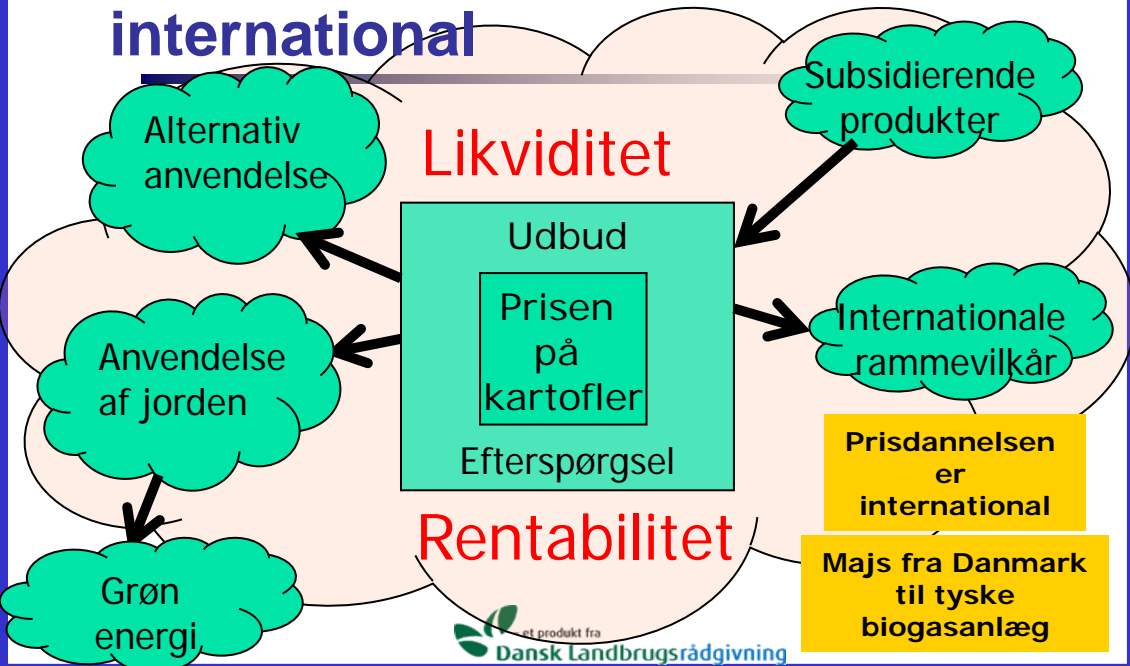 international
Alternativ
anvendelse
Likviditet
Subsidierende
produkter
Udbud
Prisen
på
kartofler
Efterspørgsel
Anvendelse
af jorden
Internationale
rammevilkår
Rentabilitet
Grøn
energi
Prisdannelsen
er
international
Majs fra Danmark
til tyske
biogasanlæg
et produkt fra
Dansk Landbrugsrådgivning